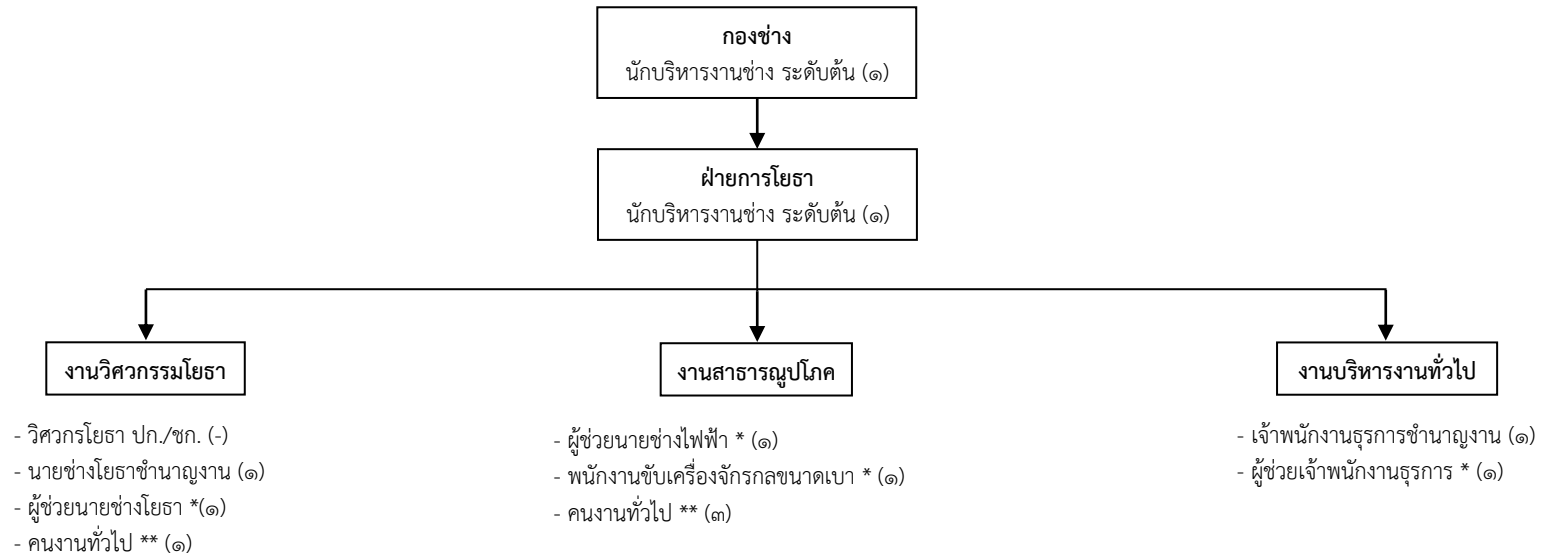 กองช่าง
นักบริหารงานช่าง ระดับต้น (๑)
ฝ่ายการโยธา
นักบริหารงานช่าง ระดับต้น (๑)
งานวิศวกรรมโยธา
- วิศวกรโยธา ปก./ชก. (-)
- นายช่างโยธาชำนาญงาน (๑)
- ผู้ช่วยนายช่างโยธา *(๑)
- คนงานทั่วไป ** (๑)
งานสาธารณูปโภค
- ผู้ช่วยนายช่างไฟฟ้า * (๑)
- พนักงานขับเครื่องจักรกลขนาดเบา * (๑)
- คนงานทั่วไป ** (๓)
งานบริหารงานทั่วไป
- เจ้าพนักงานธุรการชำนาญงาน (๑)
- ผู้ช่วยเจ้าพนักงานธุรการ * (๑)